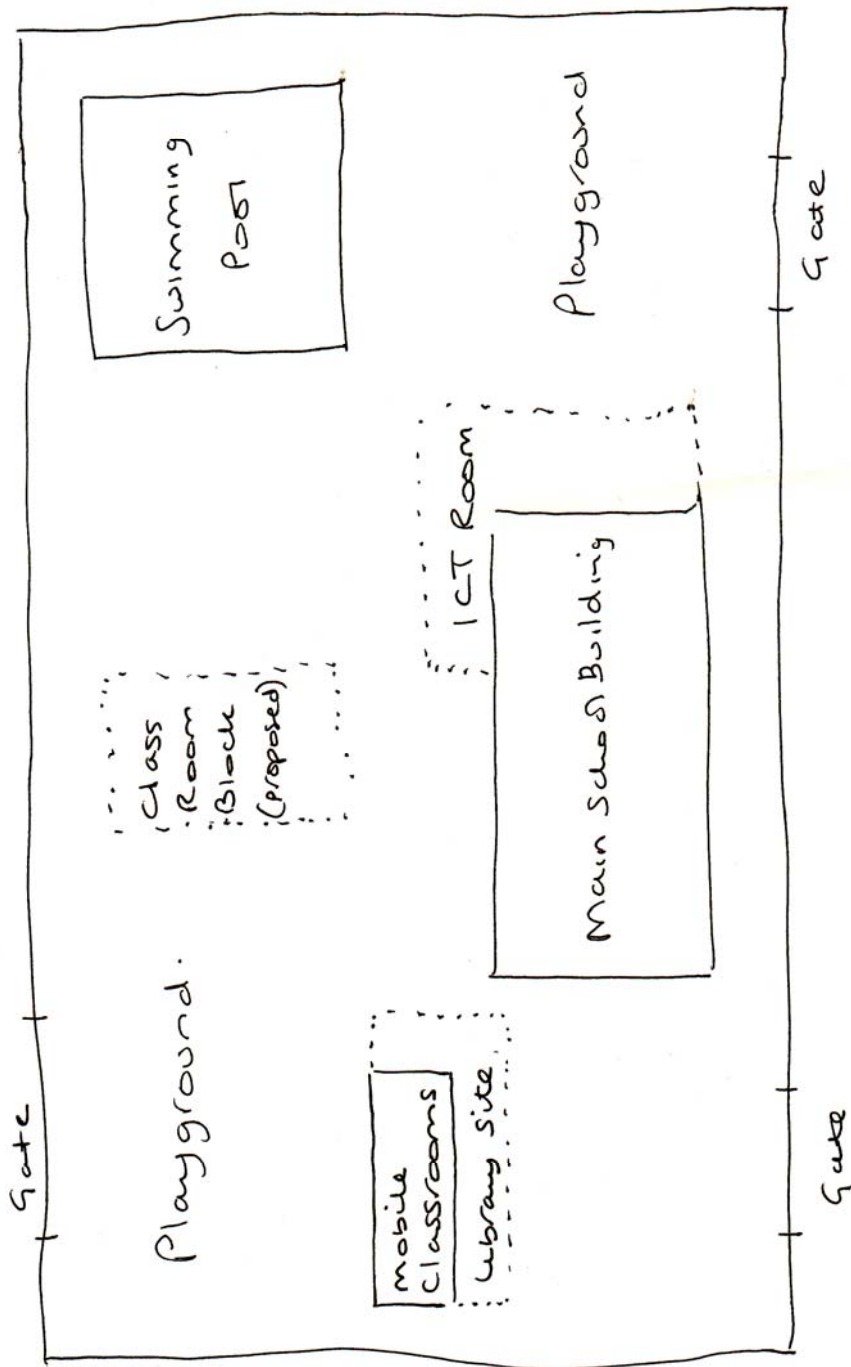 Gate
Playground.
Swimming
Pool
Class
Room
Block
(proposed)
Mobile
Classrooms
Library Site
ICT Room
Main School Building
Playground
Gate
Gate